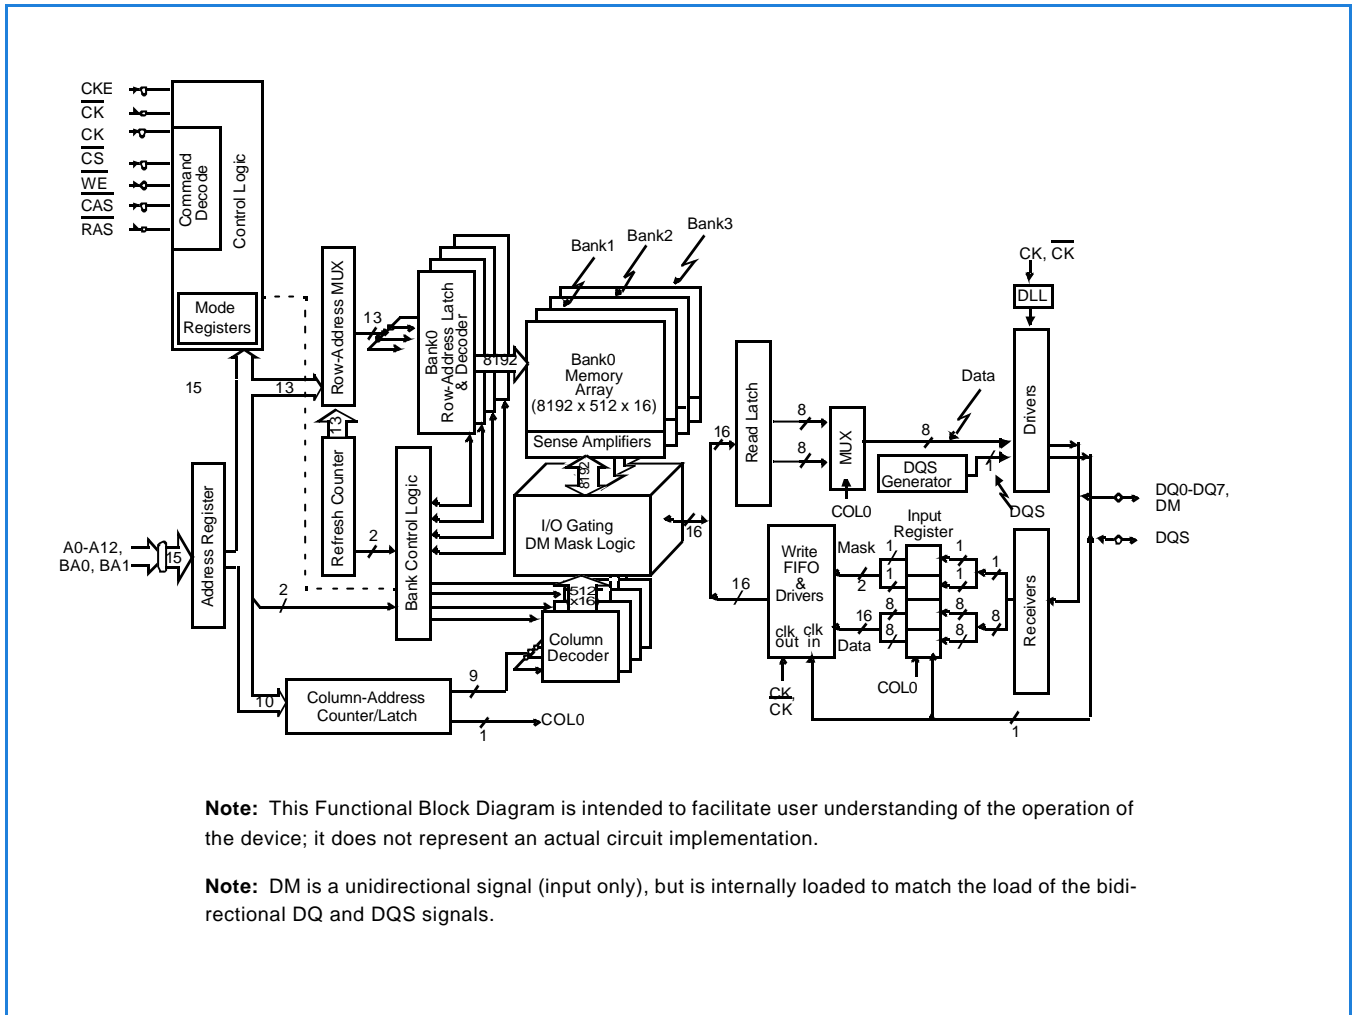 CKE
CK
CK
CS
WE
CAS
RAS
Command
Decode
Control Logic
Mode
Registers
15
13
Row-Address MUX
13
13
Refresh Counter
2
Bank0
Row-Address Latch
& Decoder
8192
Bank1
Bank2
Bank3
Bank0
Memory
Array
(8192 x 512 x 16)
Sense Amplifiers
8192
I/O Gating
DM Mask Logic
16
Bank Control Logic
2
512
x16
Column
Decoder
A0-A12,
BA0, BA1
15
Address Register
10
Column-Address
Counter/Latch
9
1
COL0
16
Read Latch
8
8
MUX
COL0
8
Data
DQS
Generator
1
DQS
CK, CK
DLL
Drivers
DQ0-DQ7,
DM
DQS
16
Write
FIFO
&
Drivers
clk
out
clk
in
CK,
CK
Mask
2
16
Data
Input
Register
1
1
8
8
1
1
8
8
1
8
COL0
Receivers
1
Note: This Functional Block Diagram is intended to facilitate user understanding of the operation of
the device; it does not represent an actual circuit implementation.
Note: DM is a unidirectional signal (input only), but is internally loaded to match the load of the bidi-
rectional DQ and DQS signals.